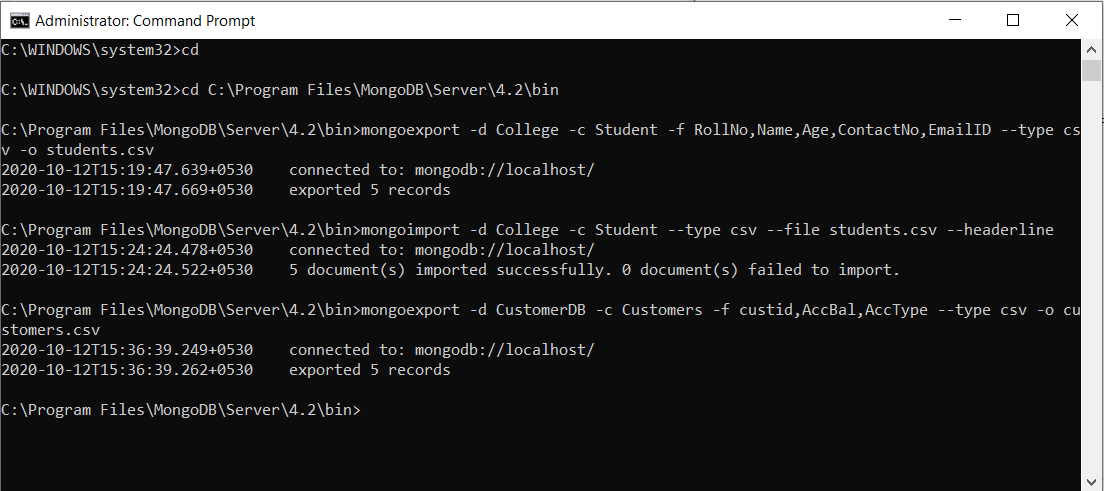 Administrator: Command Prompt
C:\WINDOWS\system32>cd
C:\WINDOWS\system32>cd C:\Program Files\MongoDB\Server\4.2\bin
C:\Program Files\MongoDB\Server\4.2\bin>mongoexport -d College -c Student -f RollNo,Name,Age,ContactNo,EmailID --type cs
v -o students.csv
2020-10-12T15:19:47.639+0530    connected to: mongodb://localhost/
2020-10-12T15:19:47.669+0530    exported 5 records
C:\Program Files\MongoDB\Server\4.2\bin>mongoimport -d College -c Student --type csv --file students.csv --headerline
2020-10-12T15:24:24.478+0530    connected to: mongodb://localhost/
2020-10-12T15:24:24.522+0530    5 document(s) imported successfully. 0 document(s) failed to import.
C:\Program Files\MongoDB\Server\4.2\bin>mongoexport -d CustomerDB -c Customers -f custid,AccBal,AccType --type csv -o cu
stomers.csv
2020-10-12T15:36:39.249+0530    connected to: mongodb://localhost/
2020-10-12T15:36:39.262+0530    exported 5 records
C:\Program Files\MongoDB\Server\4.2\bin>